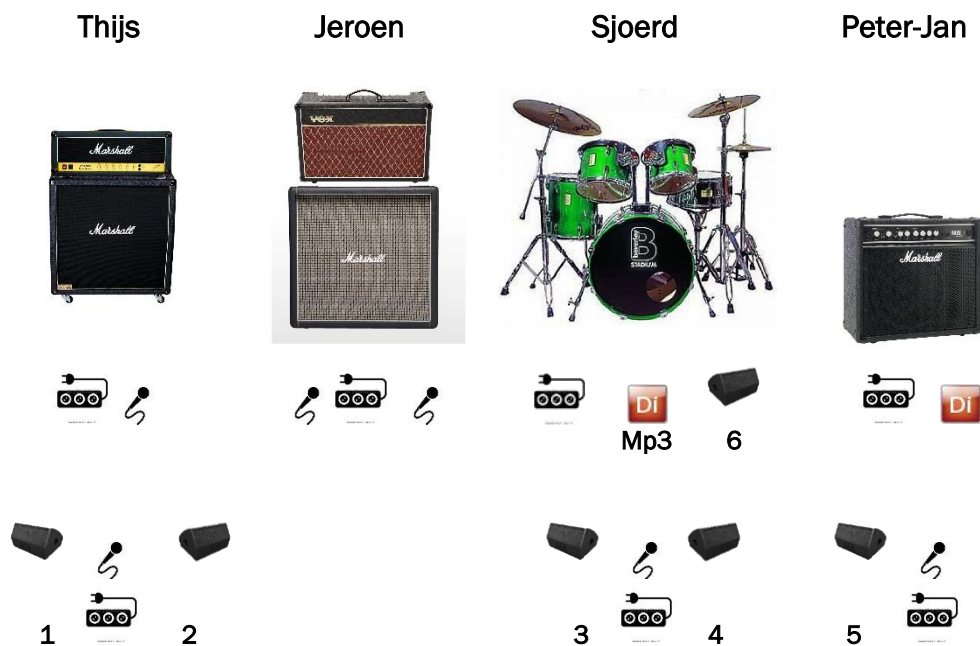 Thijs
Jeroen
Sjoerd
Peter-Jan
Marshall
Marshall
VOX
Marshall
B
STADIUM
Marshall
Di
Mp3
6
Di
1
2
3
4
5